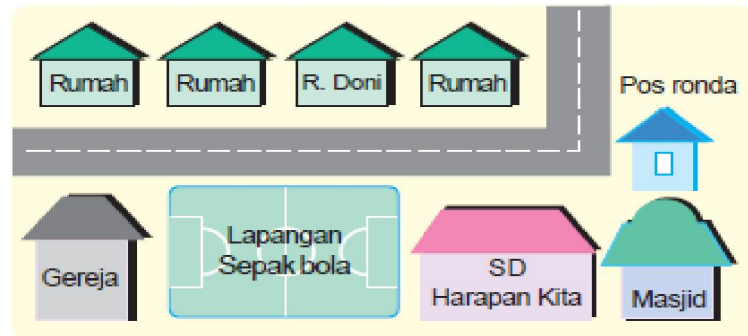 Rumah
Rumah
R. Doni
Rumah
Pos ronda
Gereja
Lapangan
Sepak bola
SD
Harapan Kita
Masjid